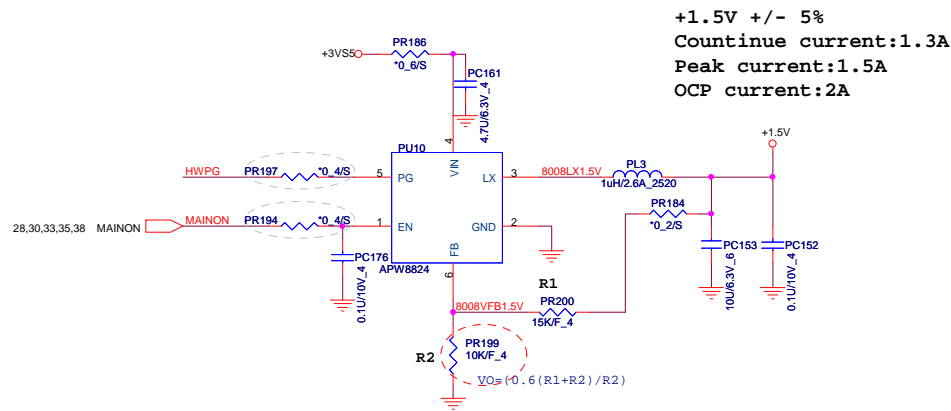 +1.5V +/- 5%
Countinue current:1.3A
Peak current:1.5A
OCP current:2A
PR186
+3VS5
*0_6/S
PC161
4.7U/6.3V_4
+1.5V
PU10
4
VIN
HWPG
PR197
*0_4/S
5
PG
LX
3
8008LX1.5V
PL3
1uH/2.6A_2520
PR184
*0_2/S
28,30,33,35,38
MAINON
MAINON
PR194
*0_4/S
1
EN
GND
2
PC176
0.1U/10V_4
FB
APW8824
6
PC153
10U/6.3V_6
PC152
0.1U/10V_4
R1
8008VFB1.5V
PR200
15K/F_4
R2
PR199
10K/F_4
VO=(0.6(R1+R2)/R2)